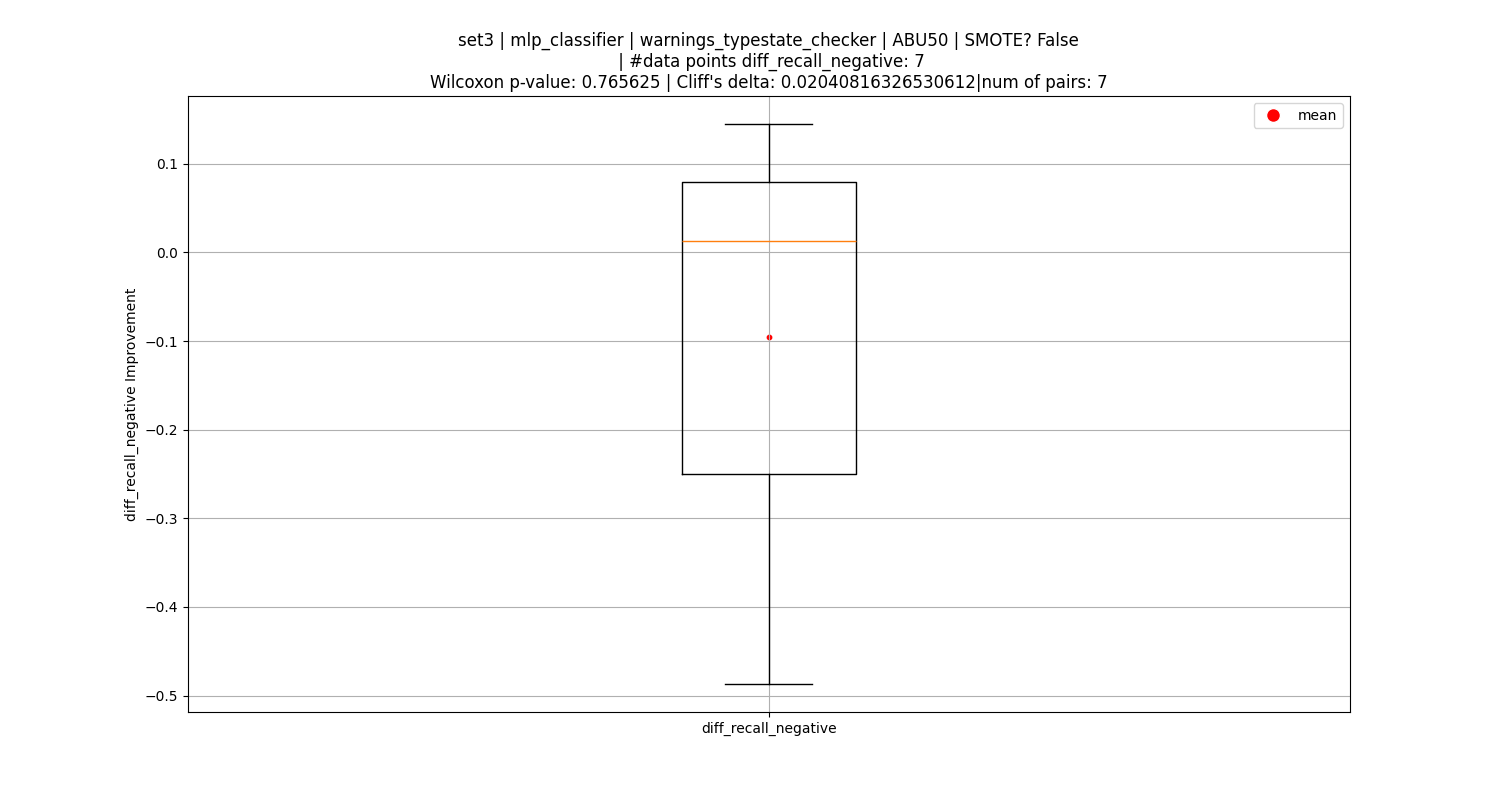 set3 | mlp_classifier | warnings_typestate_checker | ABU50 | SMOTE? False
| #data points diff_recall_negative: 7
Wilcoxon p-value: 0.765625 | Cliff's delta: 0.02040816326530612|num of pairs: 7
mean
0.1
0.0
−0.1
−0.2
−0.3
−0.4
−0.5
diff_recall_negative Improvement
diff_recall_negative